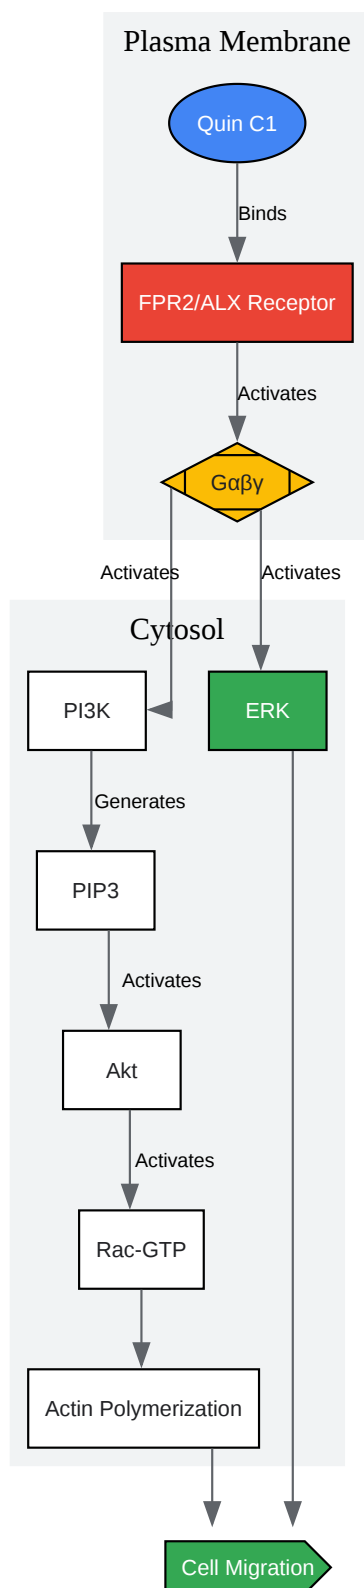 Plasma Membrane
Quin C1
Binds
FPR2/ALX Receptor
Activates
Gαβγ
Activates
Activates
Cytosol
PI3K
ERK
Generates
PIP3
Activates
Akt
Activates
Rac-GTP
Actin Polymerization
Cell Migration